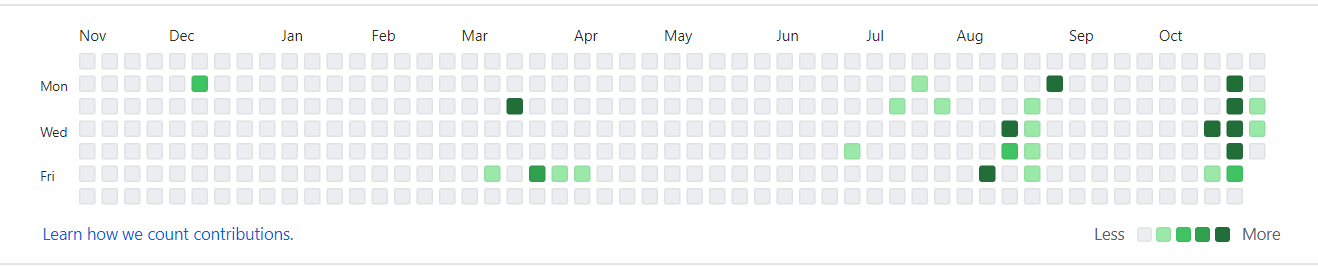 Nov Dec Jan Feb Mar Apr May Jun Jul Aug Sep Oct
Mon
Wed
Fri
Learn how we count contributions. Less More